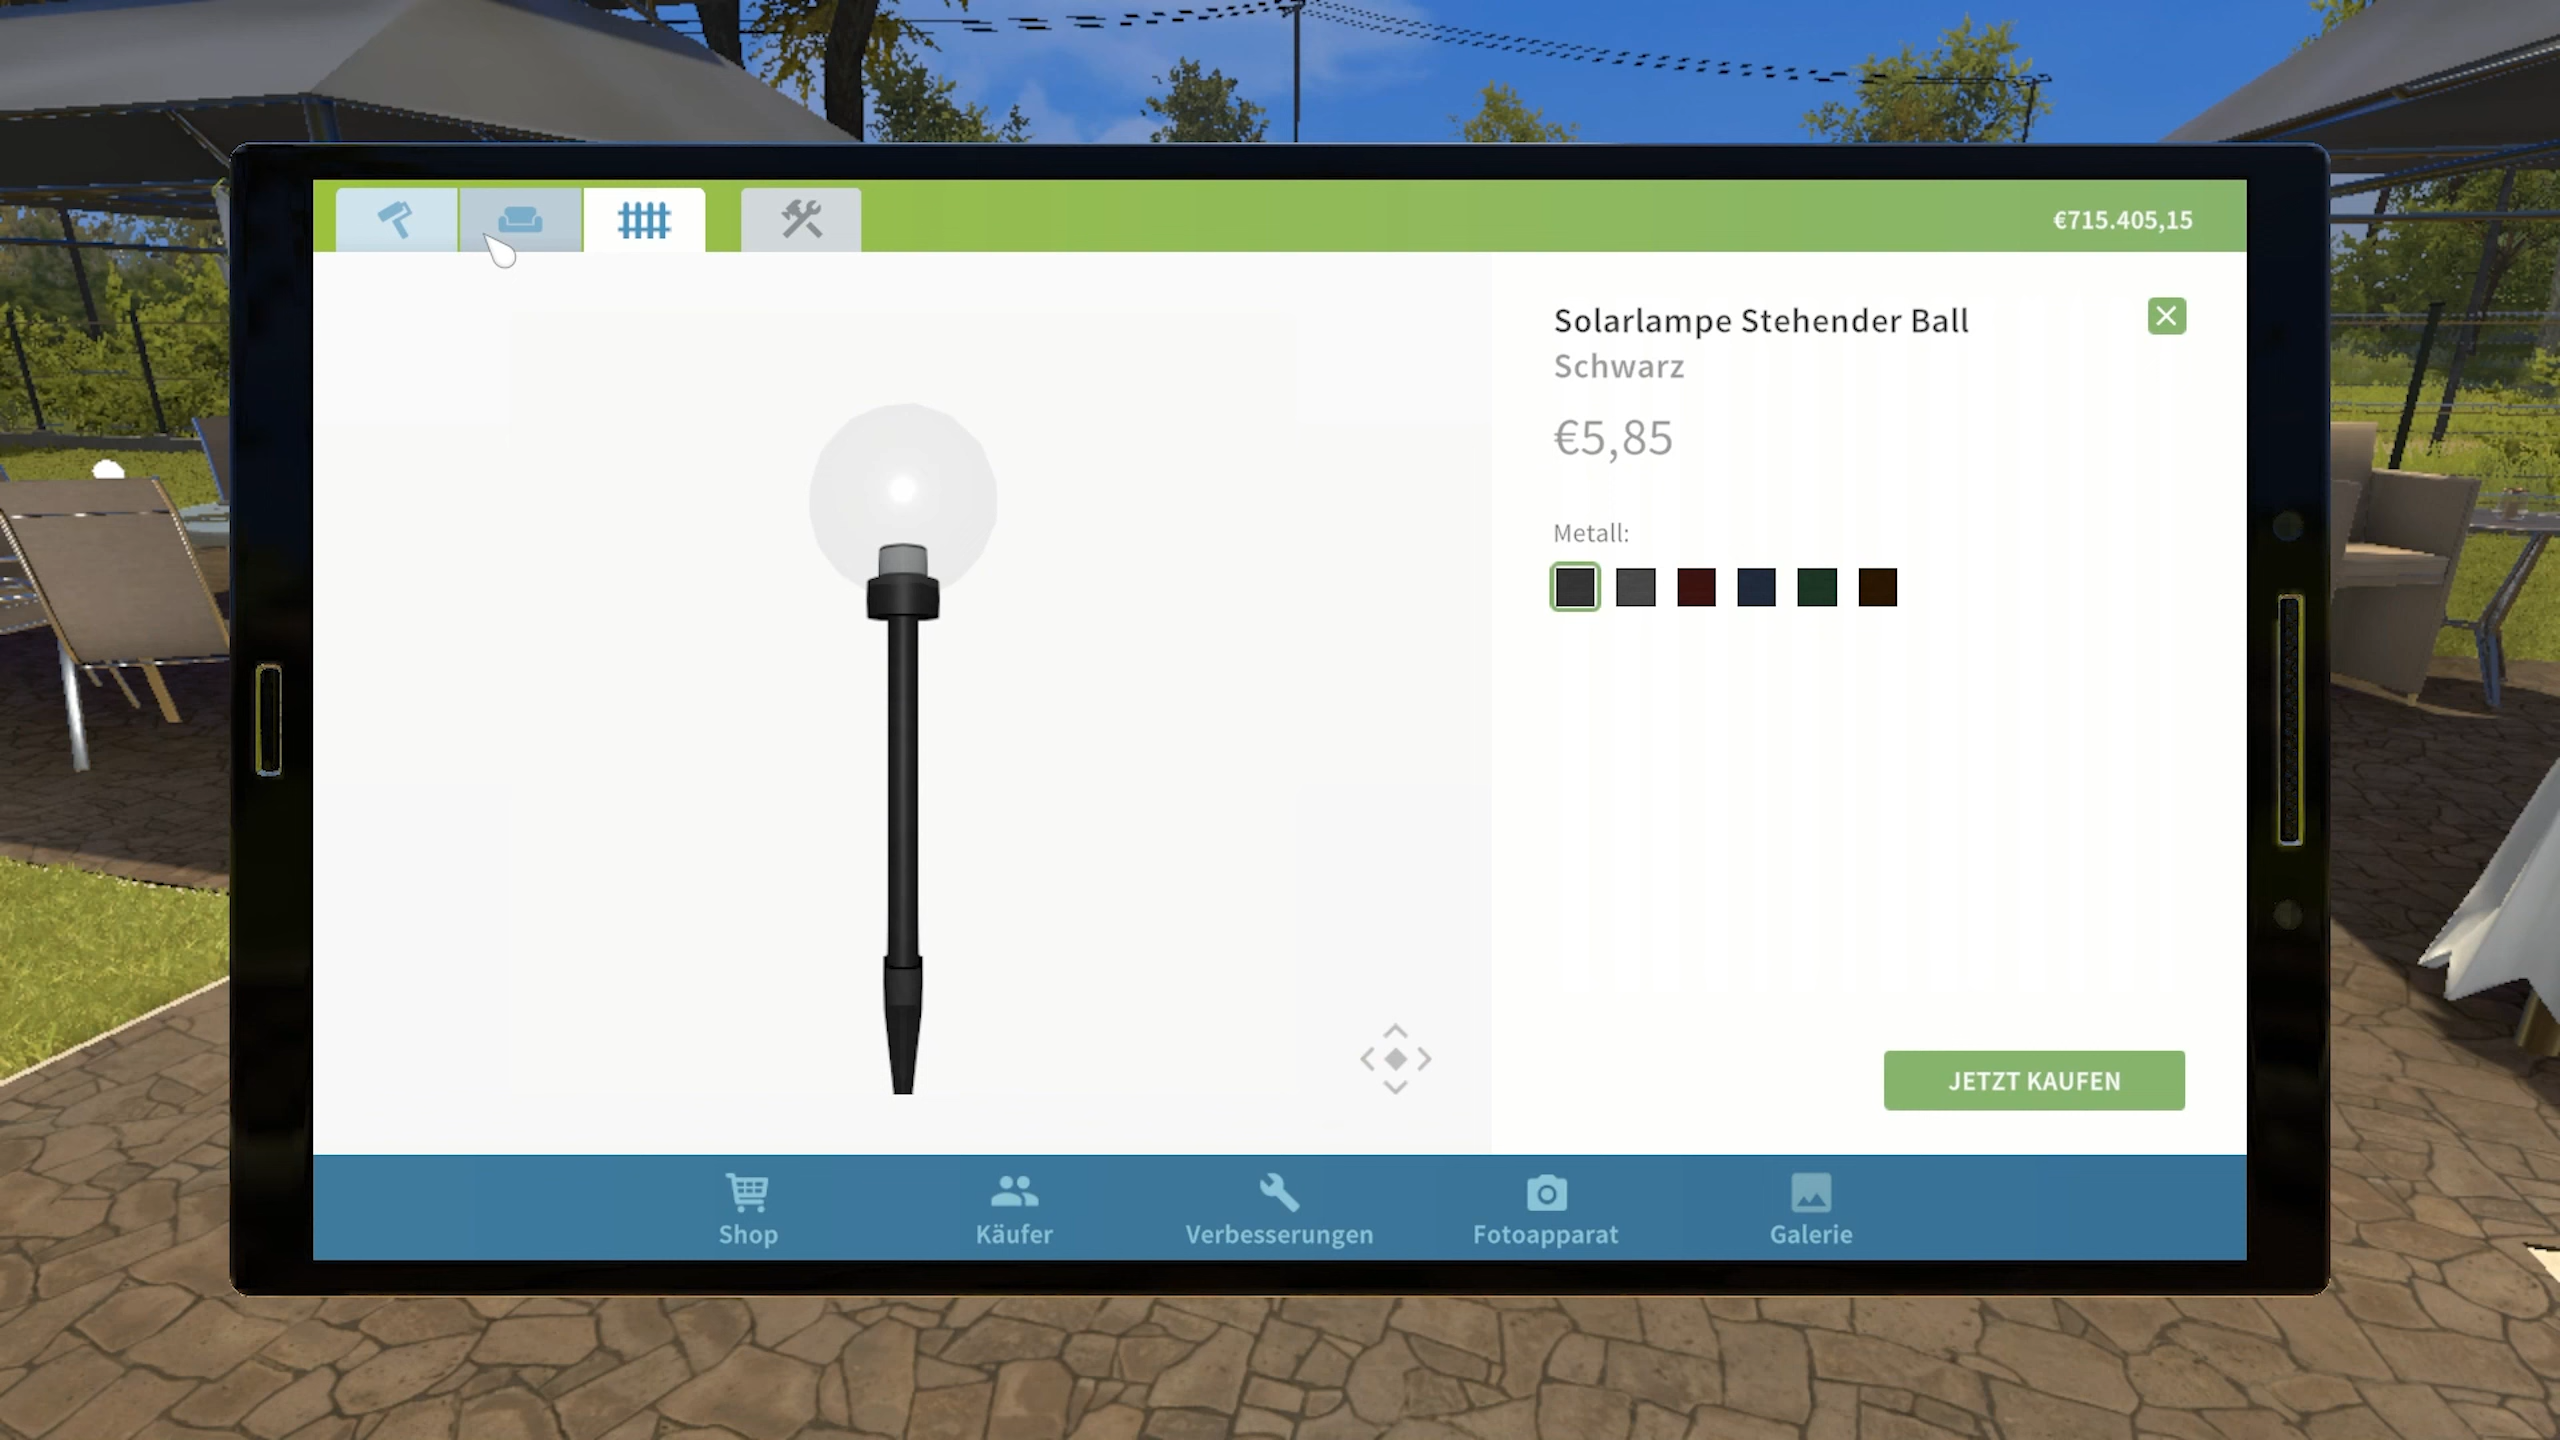 €715.405,15
Solarlampe Stehender Ball
Schwarz
€5,85
Metall:
JETZT KAUFEN
Shop
Käufer
Verbesserungen
Fotoapparat
Galerie